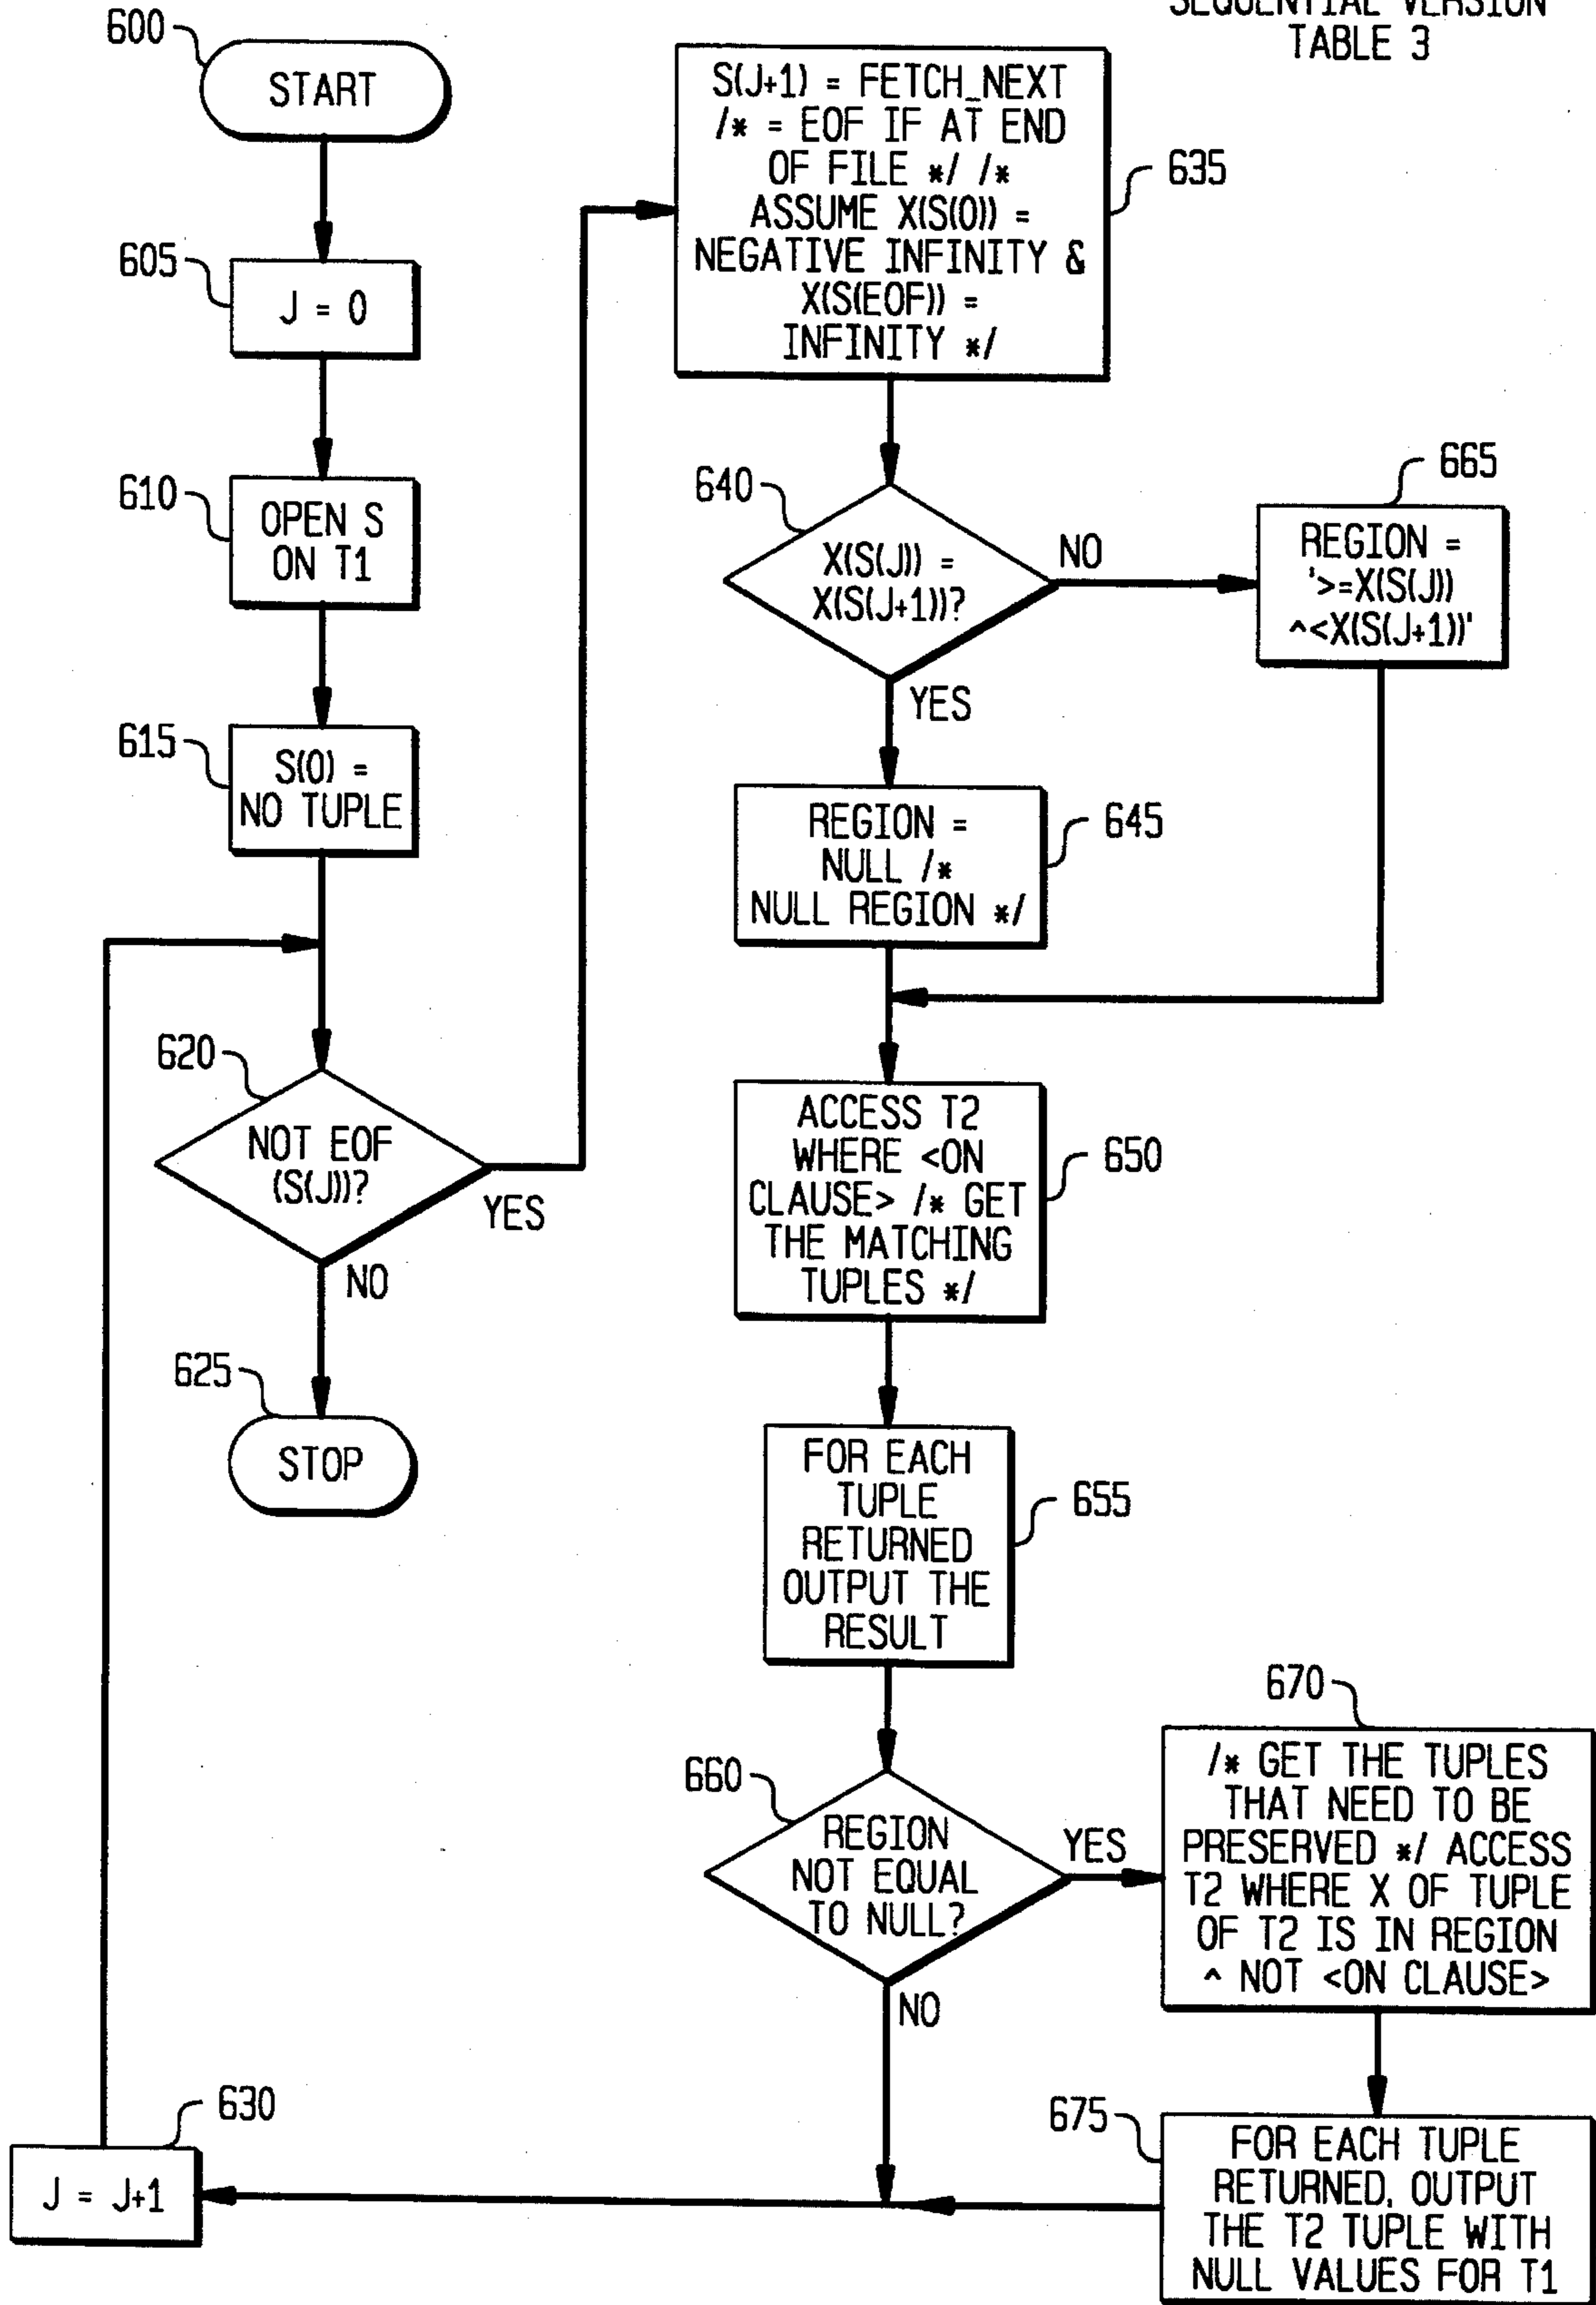 SEQUENTIAL VERSION
TABLE 3
600
START
605
J = 0
610
OPEN S
ON T1
615
S(0) =
NO TUPLE
620
NOT EOF
(S(J))?
YES
NO
625
STOP
S(J+1) = FETCH_NEXT
/* = EOF IF AT END
OF FILE */ /*
ASSUME X(S(0)) =
NEGATIVE INFINITY &
X(S(EOF)) =
INFINITY */
635
640
X(S(J)) =
X(S(J+1))?
NO
YES
665
REGION =
'>=X(S(J))
^<X(S(J+1))'
REGION =
NULL /*
NULL REGION */
645
ACCESS T2
WHERE <ON
CLAUSE> /* GET
THE MATCHING
TUPLES */
650
FOR EACH
TUPLE
RETURNED
OUTPUT THE
RESULT
655
660
REGION
NOT EQUAL
TO NULL?
YES
NO
670
/* GET THE TUPLES
THAT NEED TO BE
PRESERVED */ ACCESS
T2 WHERE X OF TUPLE
OF T2 IS IN REGION
^ NOT <ON CLAUSE>
675
FOR EACH TUPLE
RETURNED, OUTPUT
THE T2 TUPLE WITH
NULL VALUES FOR T1
630
J = J+1